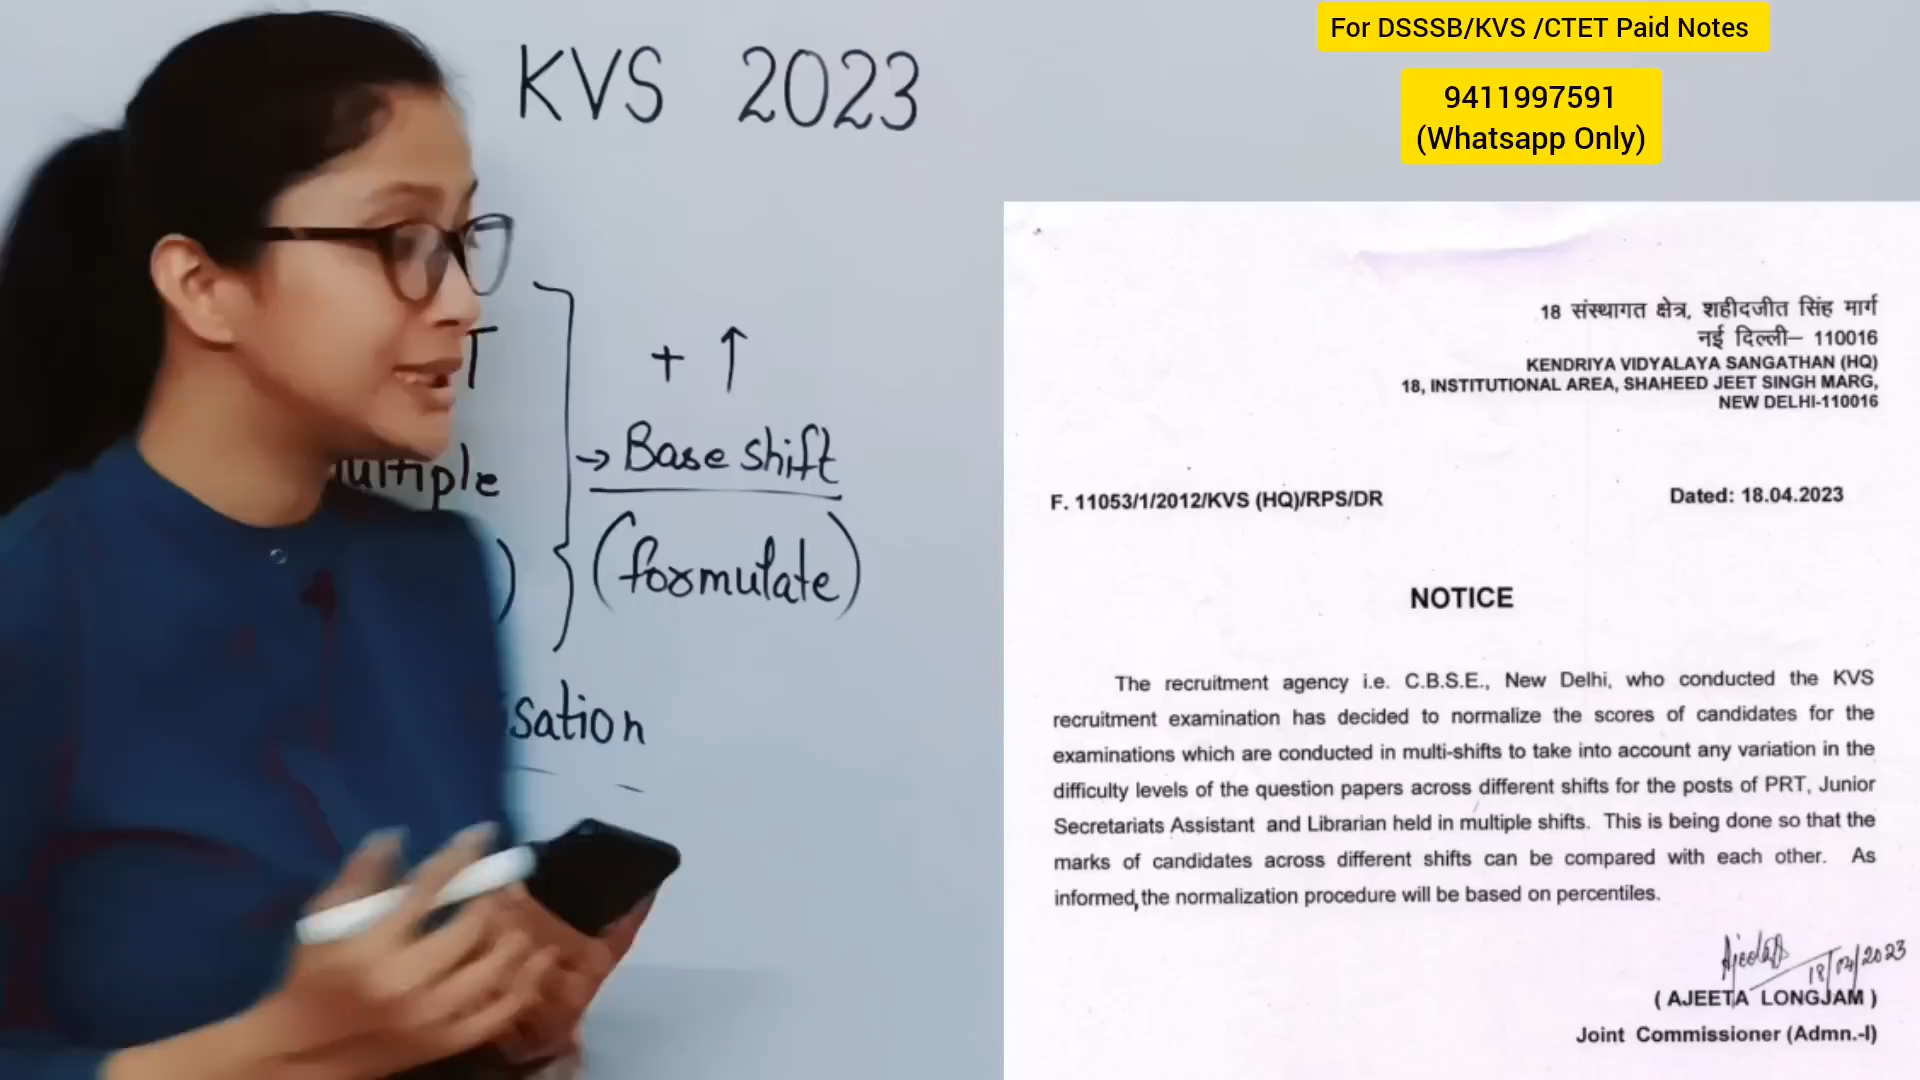 For DSSSB/KVS /CTET Paid Notes
9411997591
(Whatsapp Only)
KVS 2023
+ ↑
→ Base shift
(formulate)
18 संस्थागत क्षेत्र, शहीदजीत सिंह मार्ग
नई दिल्ली– 110016
KENDRIYA VIDYALAYA SANGATHAN (HQ)
18, INSTITUTIONAL AREA, SHAHEED JEET SINGH MARG,
NEW DELHI-110016
F. 11053/1/2012/KVS (HQ)/RPS/DR
Dated: 18.04.2023
NOTICE
The recruitment agency i.e. C.B.S.E., New Delhi, who conducted the KVS
recruitment examination has decided to normalize the scores of candidates for the
examinations which are conducted in multi-shifts to take into account any variation in the
difficulty levels of the question papers across different shifts for the posts of PRT, Junior
Secretariats Assistant and Librarian held in multiple shifts. This is being done so that the
marks of candidates across different shifts can be compared with each other. As
informed, the normalization procedure will be based on percentiles.
18/04/2023
( AJEETA LONGJAM )
Joint Commissioner (Admn.-I)